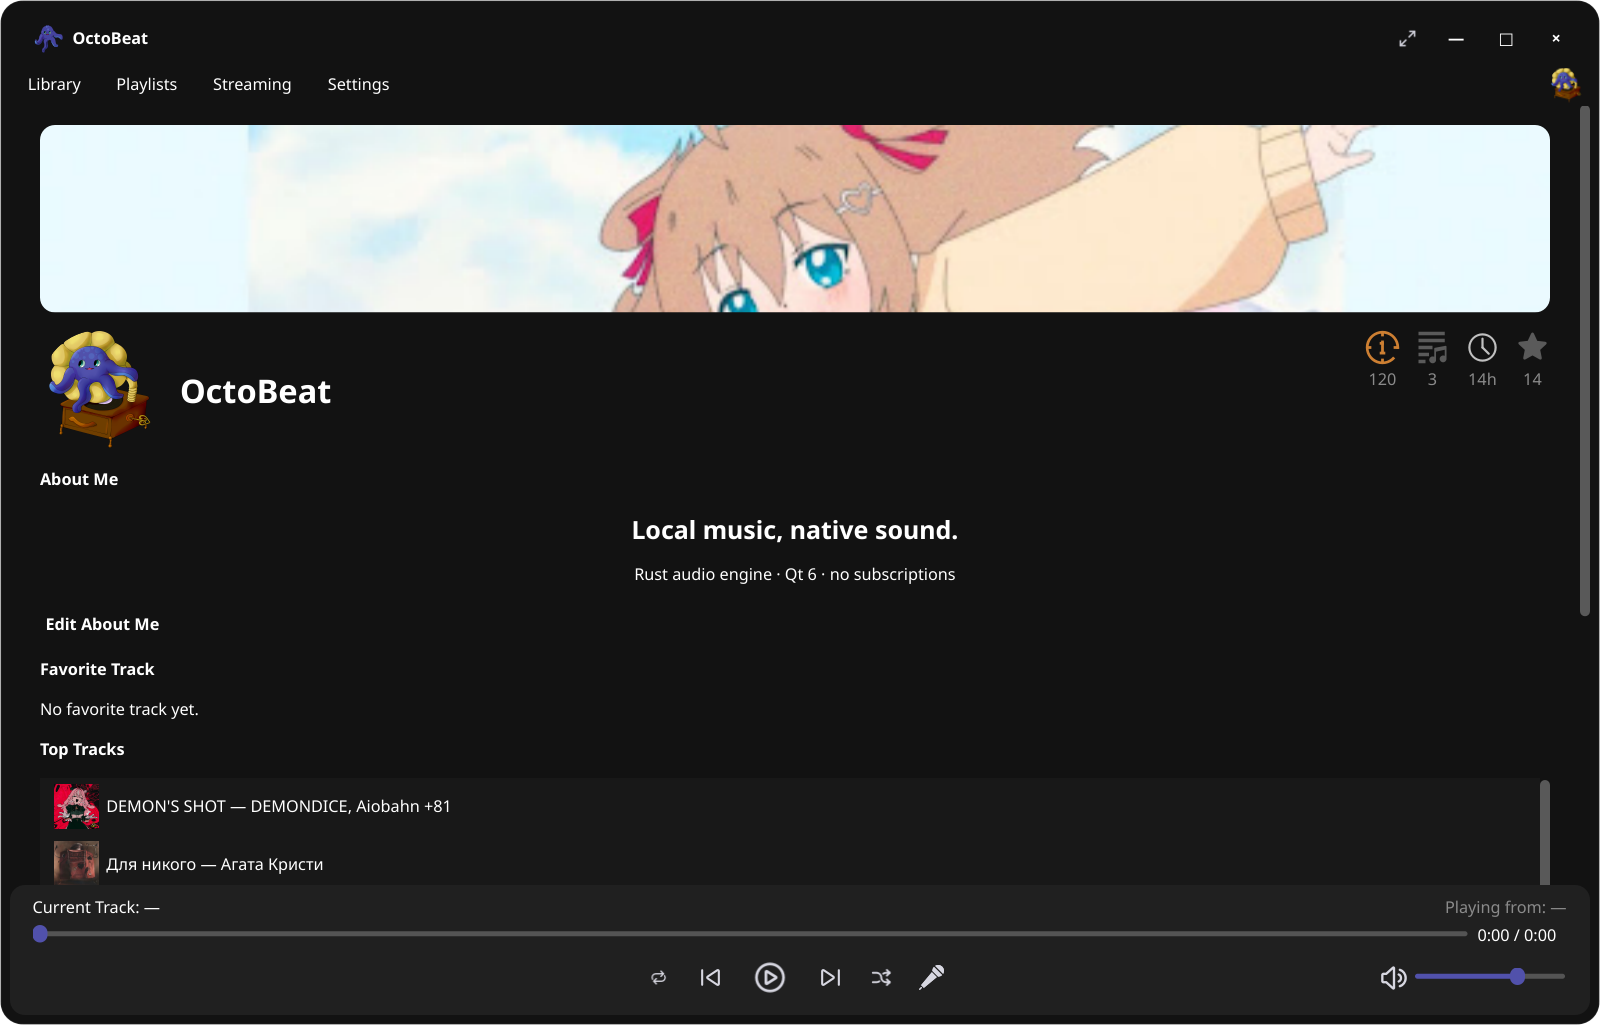 OctoBeat
Library Playlists Streaming Settings
OctoBeat
1
120 3 14h 14
About Me
Local music, native sound.
Rust audio engine · Qt 6 · no subscriptions
Edit About Me
Favorite Track
No favorite track yet.
Top Tracks
DEMON'S SHOT — DEMONDICE, Aiobahn +81
Для никого — Агата Кристи
Current Track: —
Playing from: —
0:00 / 0:00